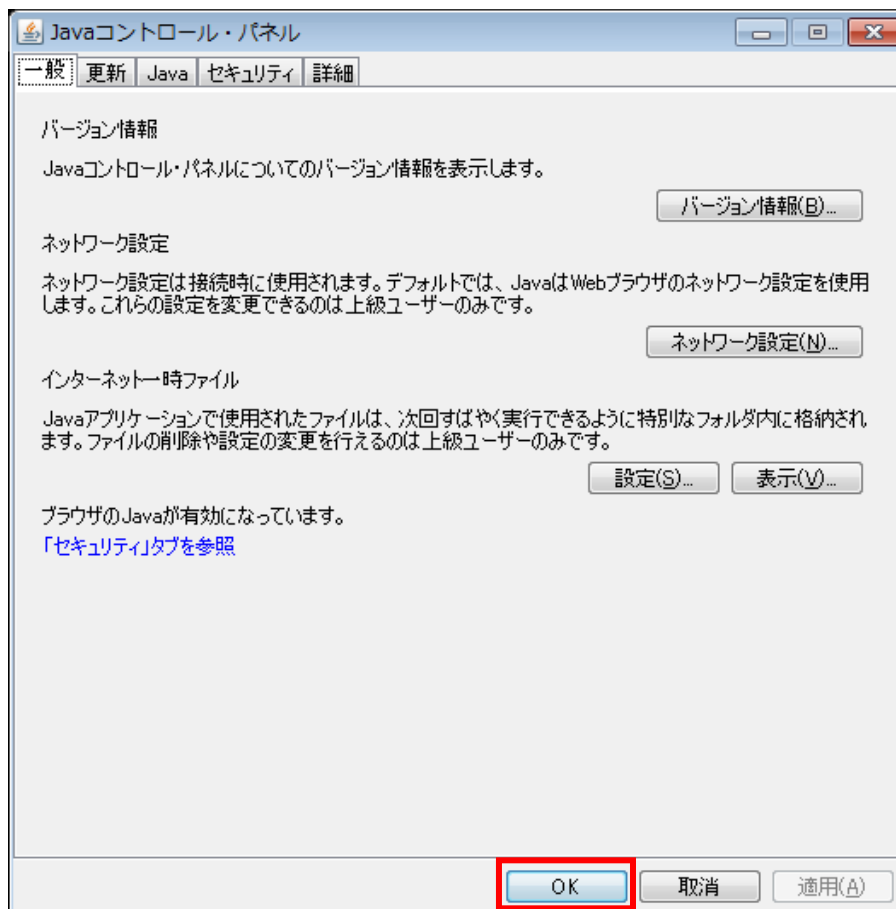 Javaコントロール・パネル
一般 更新 Java セキュリティ 詳細
バージョン情報
Javaコントロール・パネルについてのバージョン情報を表示します。
バージョン情報(B)...
ネットワーク設定
ネットワーク設定は接続時に使用されます。デフォルトでは、JavaはWebブラウザのネットワーク設定を使用
します。これらの設定を変更できるのは上級ユーザーのみです。
ネットワーク設定(N)...
インターネット一時ファイル
Javaアプリケーションで使用されたファイルは、次回すばやく実行できるように特別なフォルダ内に格納され
ます。ファイルの削除や設定の変更を行えるのは上級ユーザーのみです。
設定(S)... 表示(V)...
ブラウザのJavaが有効になっています。
「セキュリティ」タブを参照
OK 取消 適用(A)